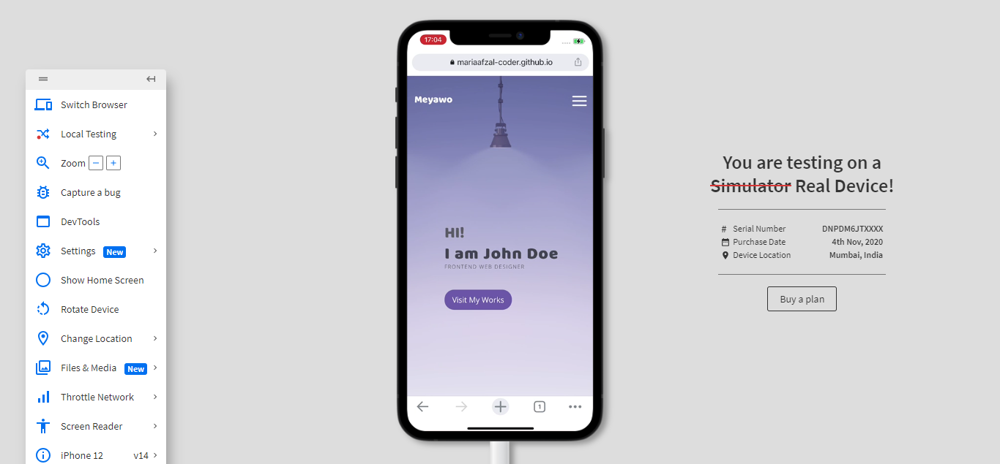 Switch Browser
Local Testing
Zoom
Capture a bug
DevTools
Settings New
Show Home Screen
Rotate Device
Change Location
Files & Media New
Throttle Network
Screen Reader
iPhone 12 v14
17:04
mariaafzal-coder.github.io
Meyawo
HI!
I am John Doe
FRONTEND WEB DESIGNER
Visit My Works
1
You are testing on a
Simulator Real Device!
# Serial Number DNPDM6JTXXXX
Purchase Date 4th Nov, 2020
Device Location Mumbai, India
Buy a plan